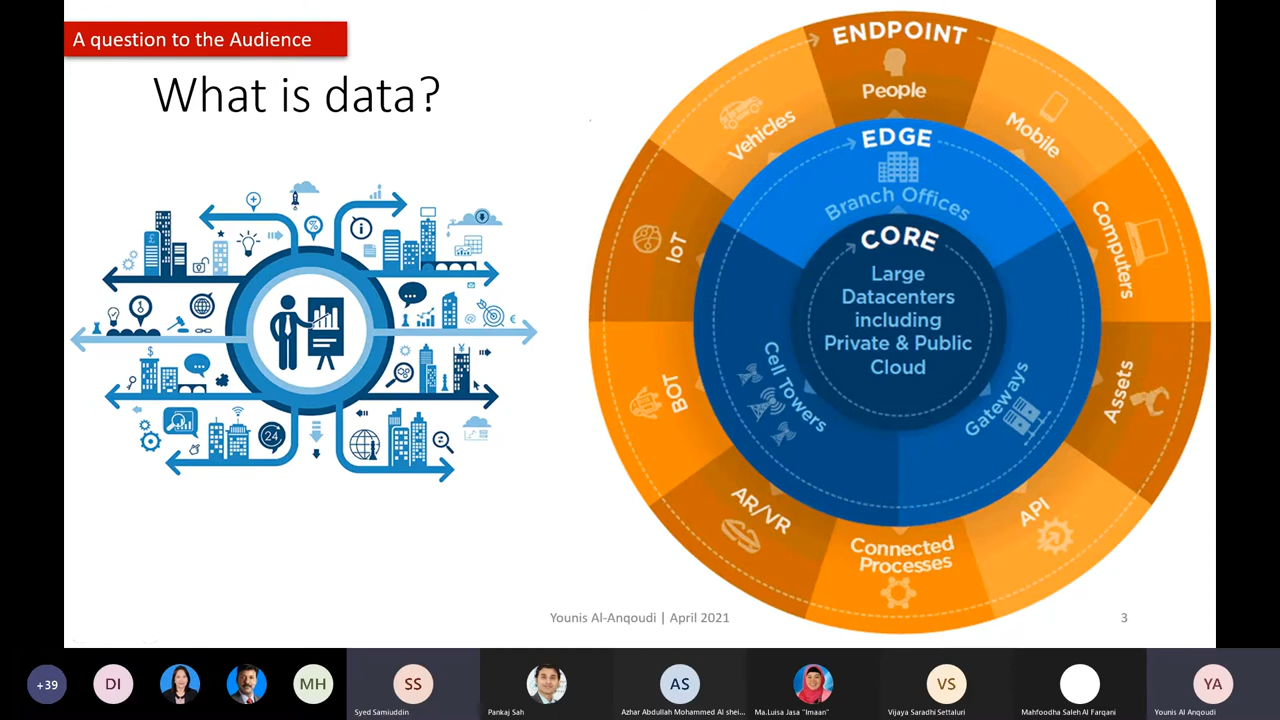 A question to the Audience
What is data?
ENDPOINT
People
Mobile
Computers
Assets
API
Connected
Processes
AR/VR
BOT
IoT
Vehicles
EDGE
Branch Offices
Gateways
Cell Towers
CORE
Large
Datacenters
including
Private & Public
Cloud
24
Younis Al-Anqoudi | April 2021
3
+39
DI
MH
SS
Syed Samiuddin
Pankaj Sah
AS
Azhar Abdullah Mohammed Al shei...
Ma.Luisa Jasa "Imaan"
VS
Vijaya Saradhi Settaluri
Mahfoodha Saleh Al Farqani
YA
Younis Al Anqoudi